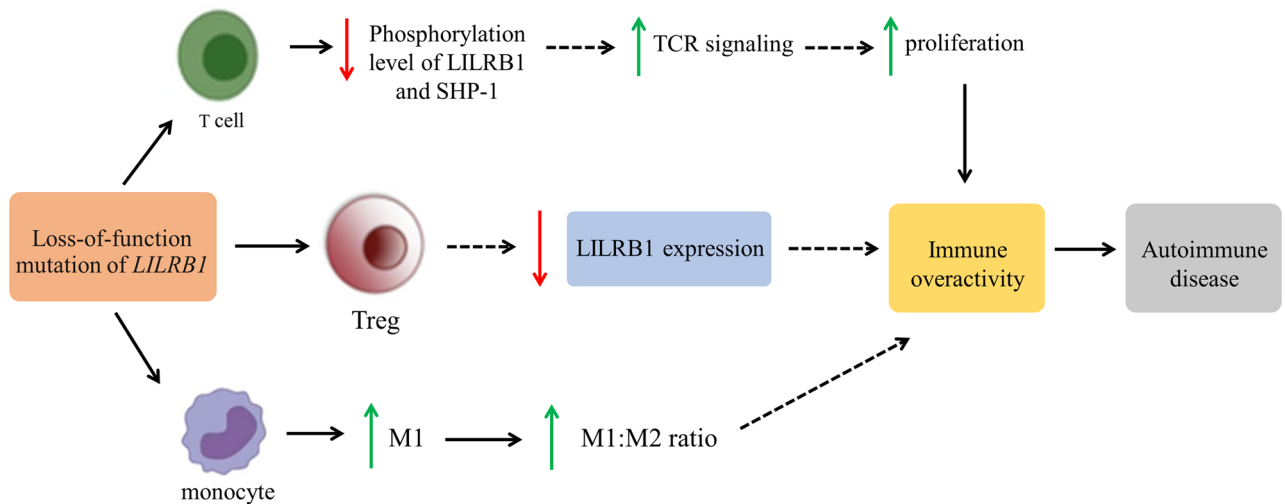 Phosphorylation
level of LILRB1
and SHP-1
TCR signaling
proliferation
T cell
Loss-of-function
mutation of LILRB1
Treg
LILRB1 expression
Immune
overactivity
Autoimmune
disease
monocyte
M1
M1:M2 ratio